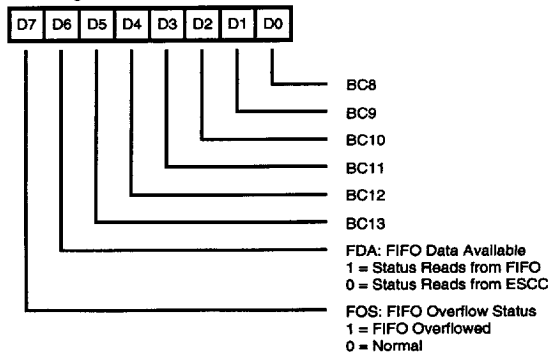 D7 D6 D5 D4 D3 D2 D1 D0
BC8
BC9
BC10
BC11
BC12
BC13
FDA: FIFO Data Available
1 = Status Reads from FIFO
0 = Status Reads from ESCC
FOS: FIFO Overflow Status
1 = FIFO Overflowed
0 = Normal